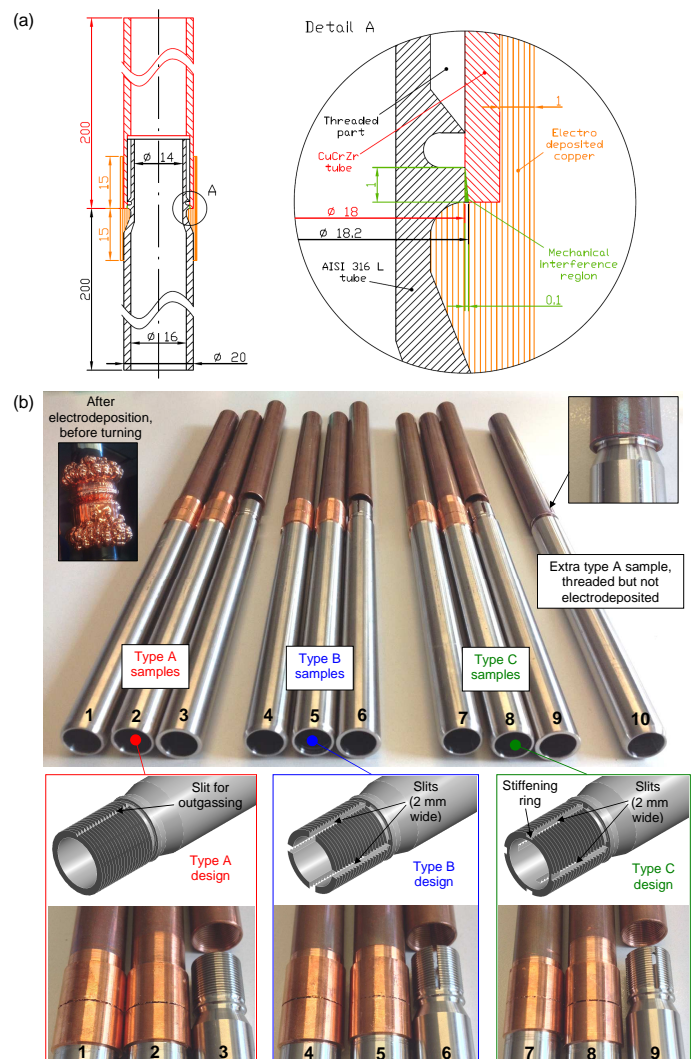 (a)
Detail A
200
15
15
200
Ø 14
A
Ø 16
Ø 20
Threaded
part
CuCrZr
tube
1
Electro
deposited
copper
1
Ø 18
Ø 18.2
AISI 316 L
tube
Mechanical
interference
region
0.1
(b)
After
electrodeposition,
before turning
Extra type A sample,
threaded but not
electrodeposited
Type A
samples
Type B
samples
Type C
samples
1 2 3 4 5 6 7 8 9 10
Slit for
outgassing
Type A
design
Slits
(2 mm
wide)
Type B
design
Stiffening
ring
Slits
(2 mm
wide)
Type C
design
1 2 3 4 5 6 7 8 9